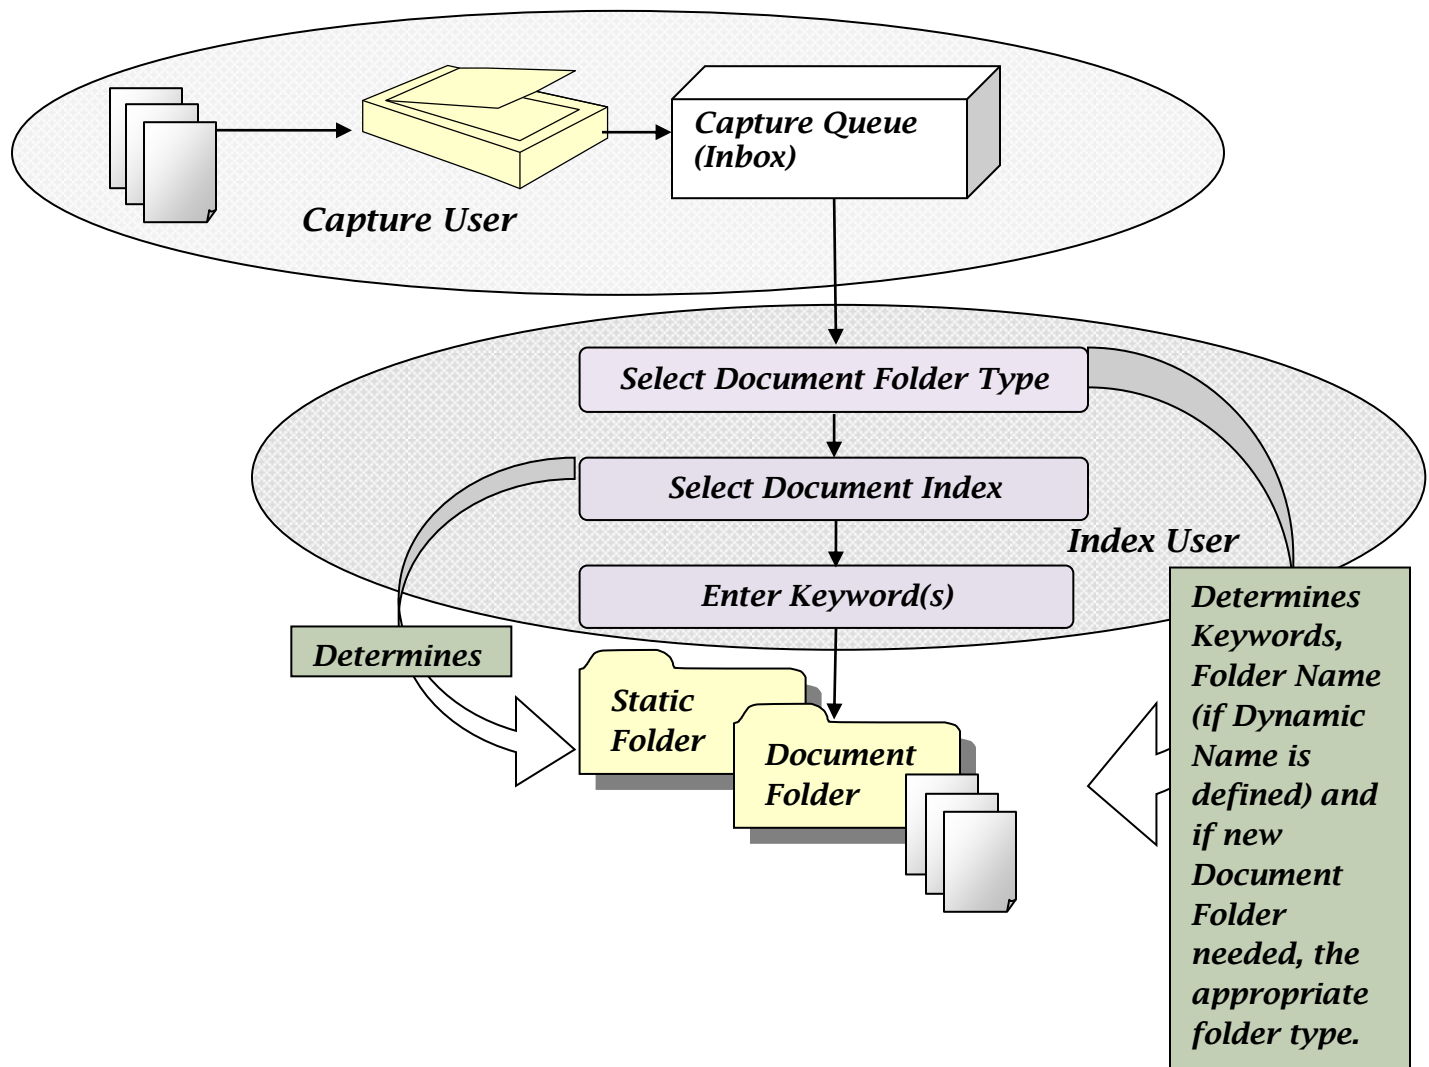 Capture Queue
(Inbox)
Capture User
Select Document Folder Type
Select Document Index
Index User
Enter Keyword(s)
Determines
Static
Folder
Document
Folder
Determines
Keywords,
Folder Name
(if Dynamic
Name is
defined) and
if new
Document
Folder
needed, the
appropriate
folder type.